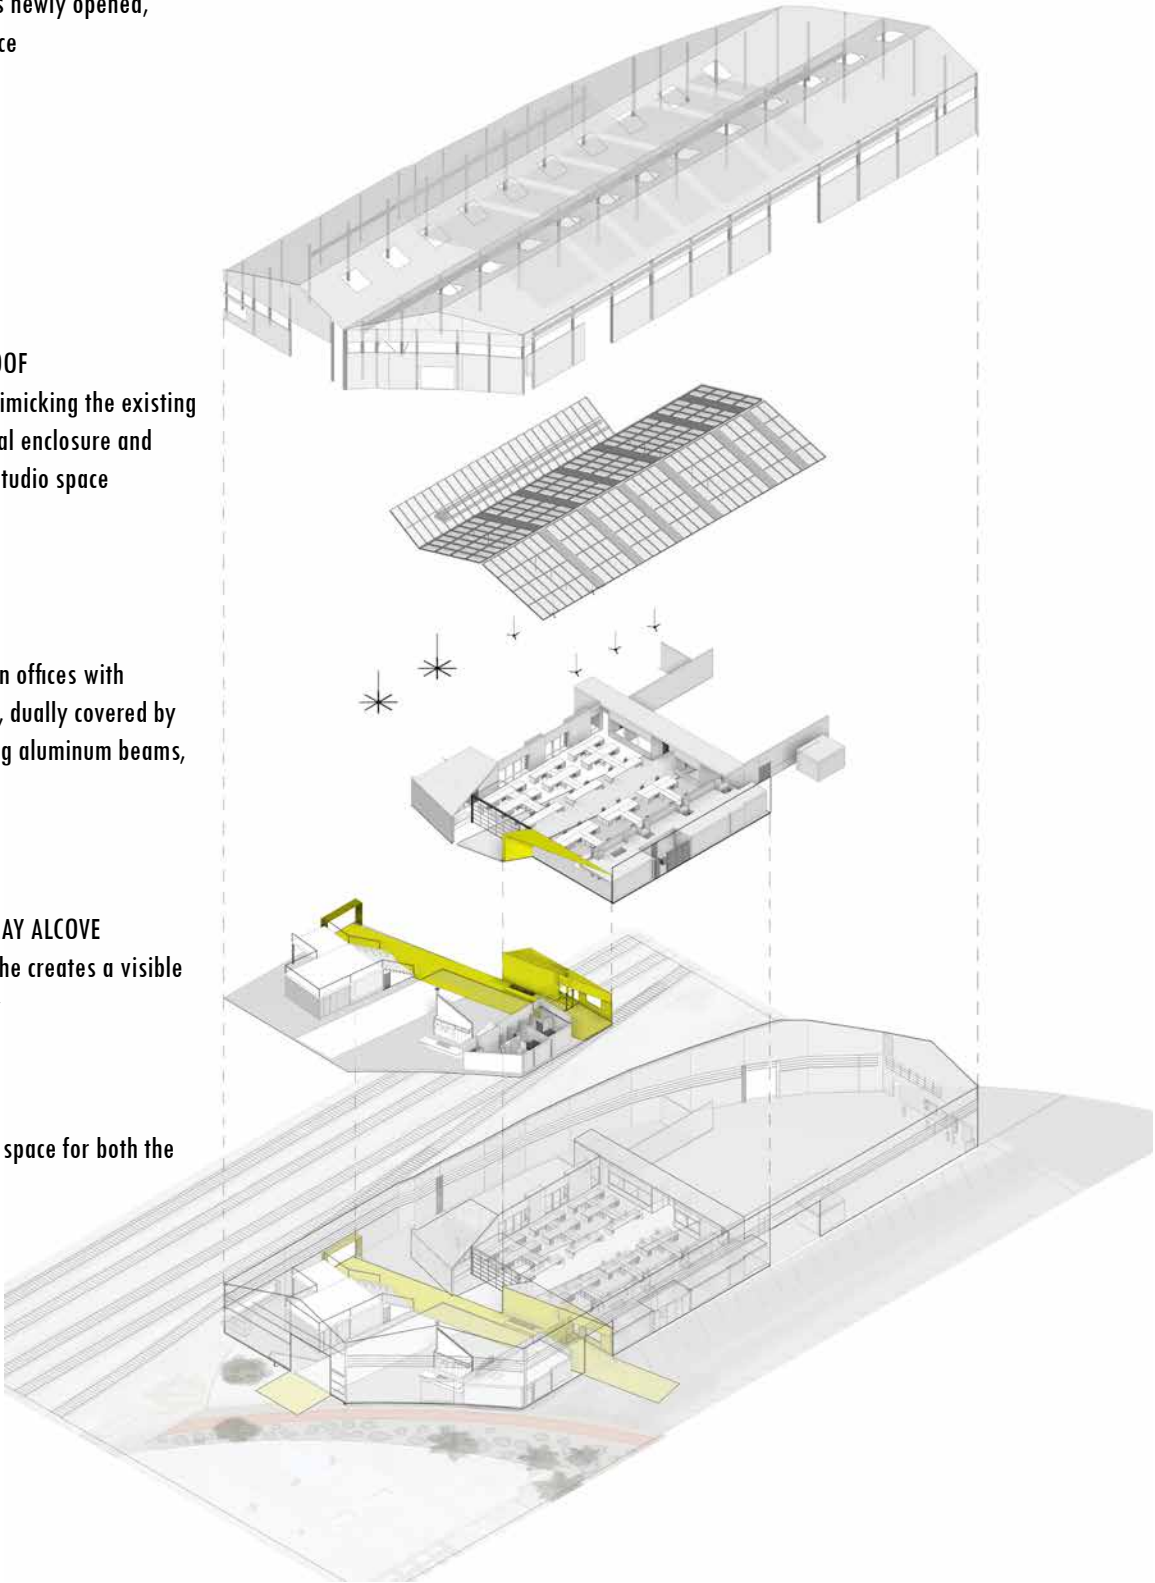 s newly opened,
ce
OOF
imicking the existing
al enclosure and
studio space
n offices with
, dually covered by
g aluminum beams,
AY ALCOVE
he creates a visible
space for both the